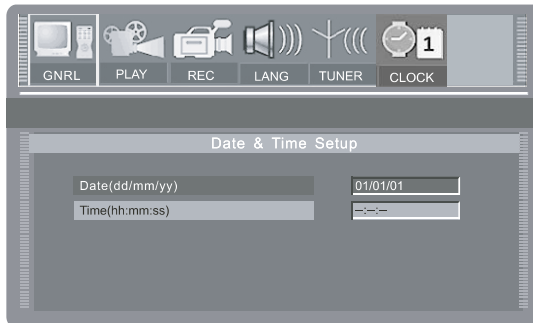 1
GNRL PLAY REC LANG TUNER CLOCK
Date & Time Setup
Date(dd/mm/yy) 01/01/01
Time(hh:mm:ss) –:–:–